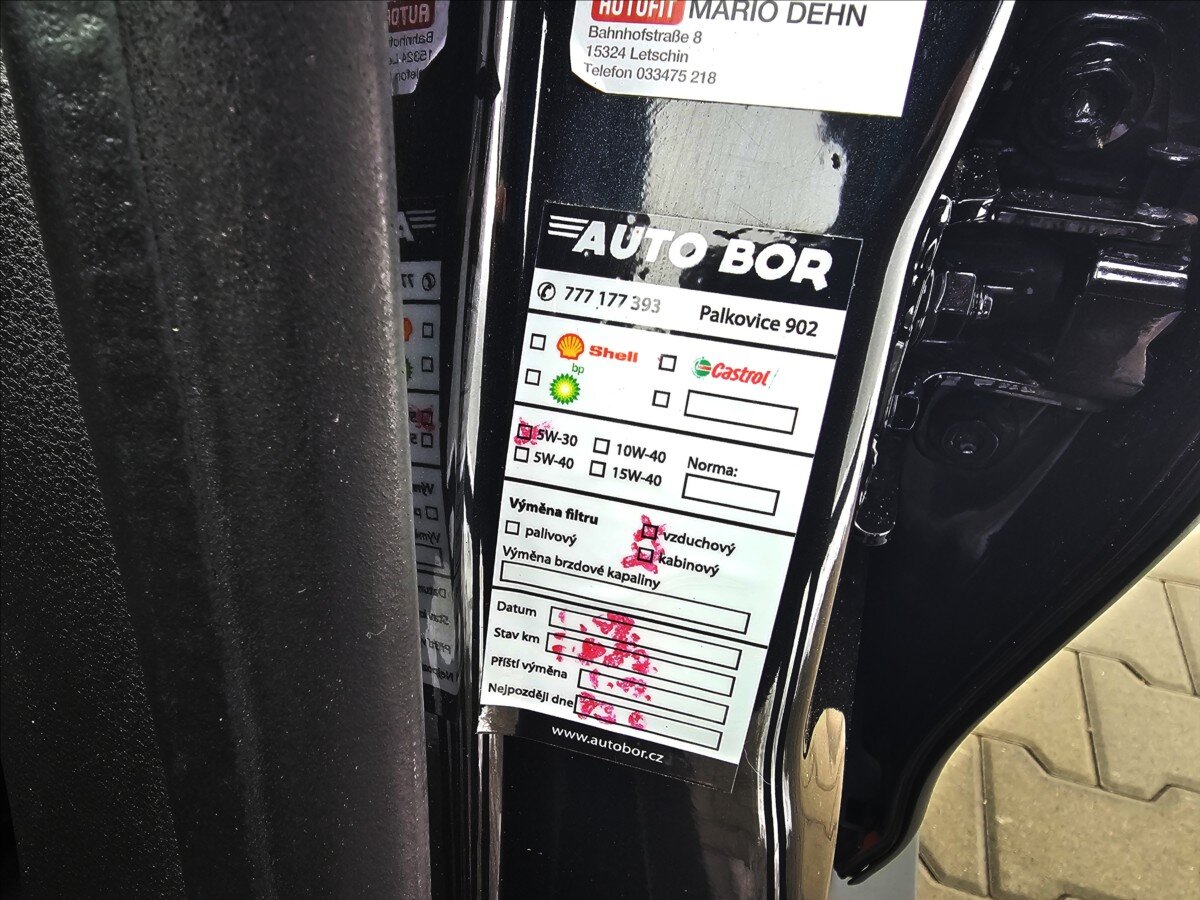 AUTOFIT MARIO DEHN
Bahnhofstraße 8
15324 Letschin
Telefon 033475 218
AUTO BOR
777 177 393 Palkovice 902
Shell Castrol
bp
5W-30 10W-40 Norma:
5W-40 15W-40
Výměna filtru
palivový vzduchový
kabinový
Výměna brzdové kapaliny
Datum
Stav km
Příští výměna
Nejpozději dne
www.autobor.cz